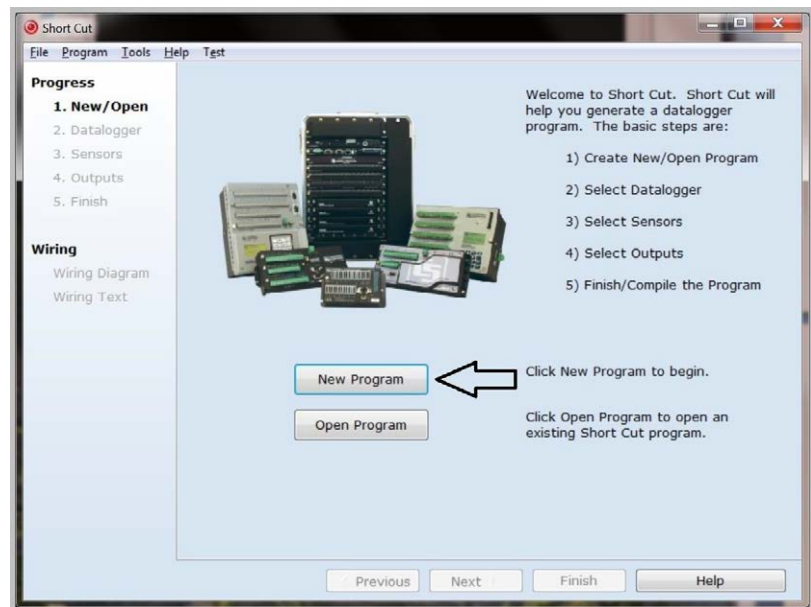 Short Cut
File Program Tools Help Test
Progress
1. New/Open
2. Datalogger
3. Sensors
4. Outputs
5. Finish
Wiring
Wiring Diagram
Wiring Text
Welcome to Short Cut. Short Cut will
help you generate a datalogger
program. The basic steps are:
1) Create New/Open Program
2) Select Datalogger
3) Select Sensors
4) Select Outputs
5) Finish/Compile the Program
New Program
Click New Program to begin.
Open Program
Click Open Program to open an
existing Short Cut program.
Previous Next Finish Help